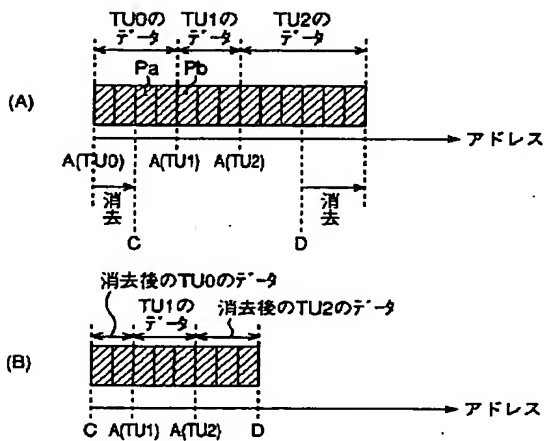 TU0の データ TU1の データ TU2の データ
Pa Pb
(A)
アドレス
A(TU0) A(TU1) A(TU2)
消去 消去
C D
消去後のTU0のデータ
TU1の データ 消去後のTU2のデータ
(B)
アドレス
C A(TU1) A(TU2) D